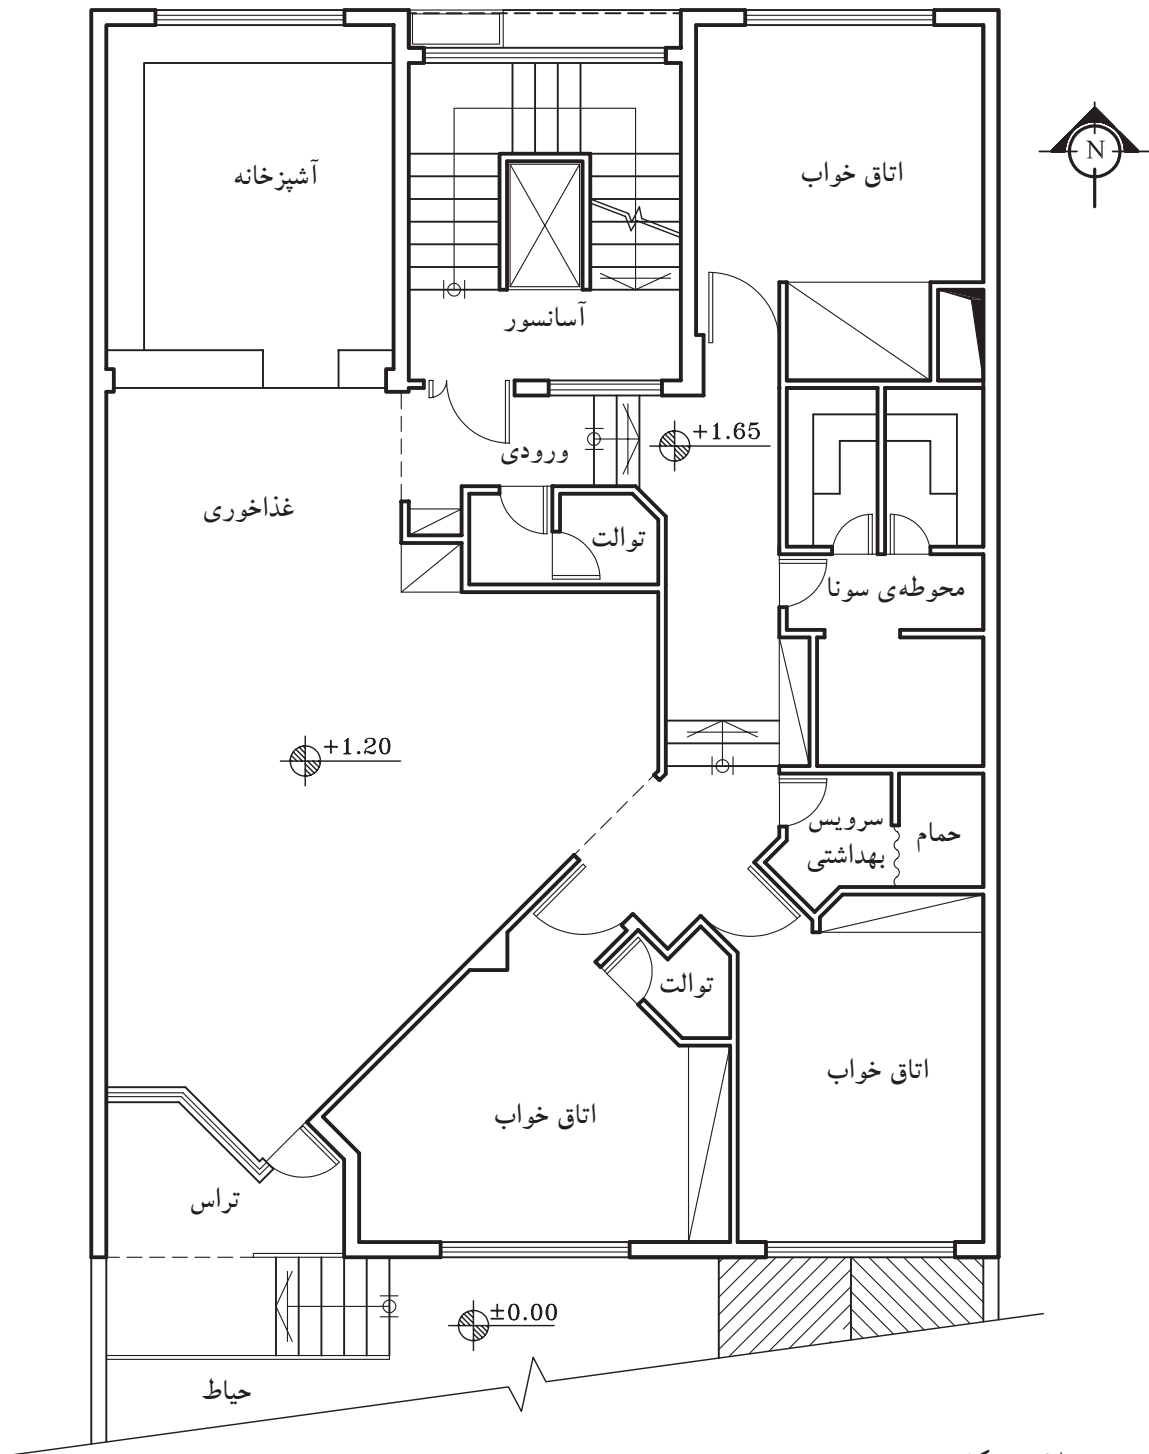 آشپزخانه
اتاق خواب
N
آسانسور
+1.65
ورودی
غذاخوری
توالت
محوطه‌ی سونا
+1.20
سرویس
بهداشتی
حمام
توالت
اتاق خواب
اتاق خواب
تراس
±0.00
حیاط